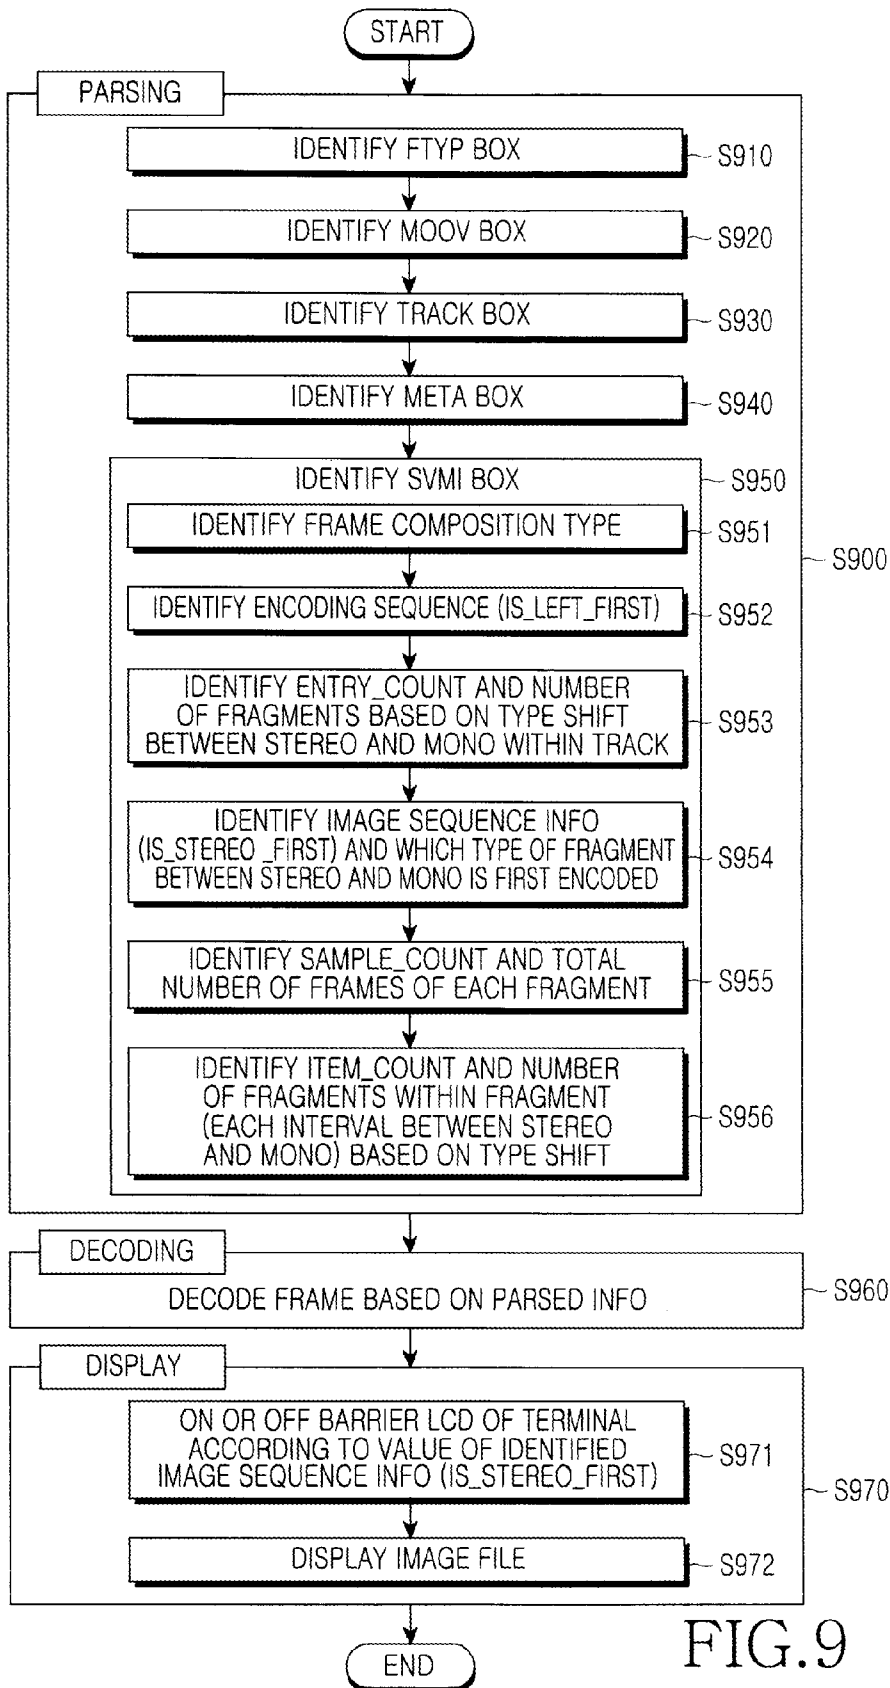 START
PARSING
IDENTIFY FTYP BOX
S910
IDENTIFY MOOV BOX
S920
IDENTIFY TRACK BOX
S930
IDENTIFY META BOX
S940
IDENTIFY SVMI BOX
S950
IDENTIFY FRAME COMPOSITION TYPE
S951
S900
IDENTIFY ENCODING SEQUENCE (IS_LEFT_FIRST)
S952
IDENTIFY ENTRY_COUNT AND NUMBER
OF FRAGMENTS BASED ON TYPE SHIFT
BETWEEN STEREO AND MONO WITHIN TRACK
S953
IDENTIFY IMAGE SEQUENCE INFO
(IS_STEREO _FIRST) AND WHICH TYPE OF FRAGMENT
BETWEEN STEREO AND MONO IS FIRST ENCODED
S954
IDENTIFY SAMPLE_COUNT AND TOTAL
NUMBER OF FRAMES OF EACH FRAGMENT
S955
IDENTIFY ITEM_COUNT AND NUMBER
OF FRAGMENTS WITHIN FRAGMENT
(EACH INTERVAL BETWEEN STEREO
AND MONO) BASED ON TYPE SHIFT
S956
DECODING
DECODE FRAME BASED ON PARSED INFO
S960
DISPLAY
ON OR OFF BARRIER LCD OF TERMINAL
ACCORDING TO VALUE OF IDENTIFIED
IMAGE SEQUENCE INFO (IS_STEREO_FIRST)
S971
S970
DISPLAY IMAGE FILE
S972
END
FIG.9